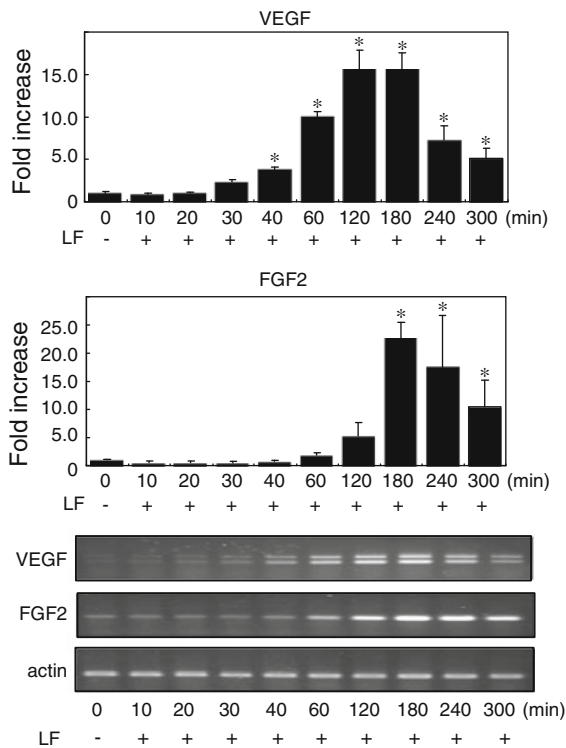 VEGF
Fold increase
15.0
10.0
5.0
0
* * * * * *
0 10 20 30 40 60 120 180 240 300 (min)
LF - + + + + + + + + +
FGF2
Fold increase
25.0
20.0
15.0
10.0
5.0
0
* * *
0 10 20 30 40 60 120 180 240 300 (min)
LF - + + + + + + + + +
VEGF
FGF2
actin
0 10 20 30 40 60 120 180 240 300 (min)
LF - + + + + + + + + +